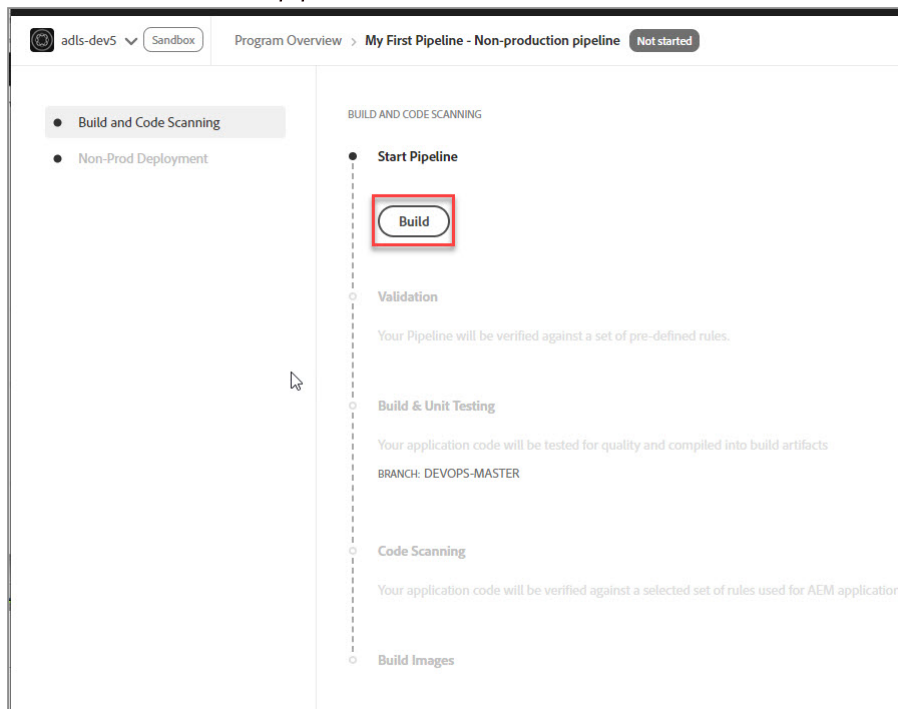 adls-dev5 Sandbox Program Overview > My First Pipeline - Non-production pipeline Not started
Build and Code Scanning
Non-Prod Deployment
BUILD AND CODE SCANNING
Start Pipeline
Build
Validation
Your Pipeline will be verified against a set of pre-defined rules.
Build & Unit Testing
Your application code will be tested for quality and compiled into build artifacts
BRANCH: DEVOPS-MASTER
Code Scanning
Your application code will be verified against a selected set of rules used for AEM application
Build Images